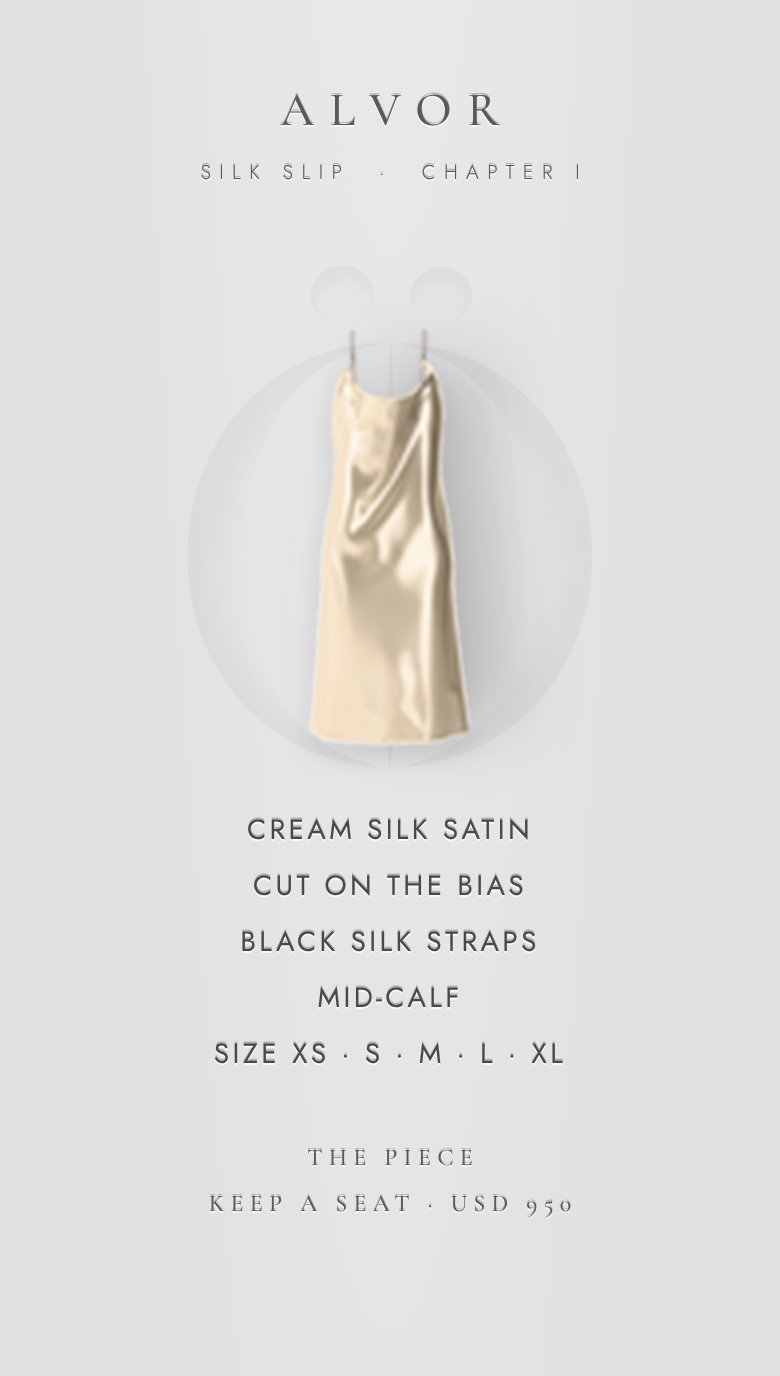 ALVOR
SILK SLIP · CHAPTER I
CREAM SILK SATIN
CUT ON THE BIAS
BLACK SILK STRAPS
MID-CALF
SIZE XS · S · M · L · XL
THE PIECE
KEEP A SEAT · USD 950